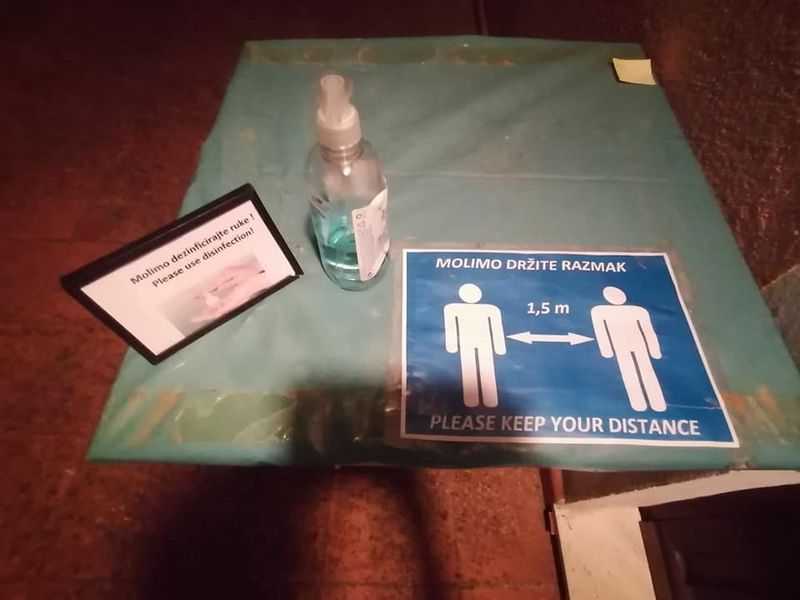 Molimo dezinficirajte ruke !
Please use disinfection!
MOLIMO DRŽITE RAZMAK
1,5 m
PLEASE KEEP YOUR DISTANCE